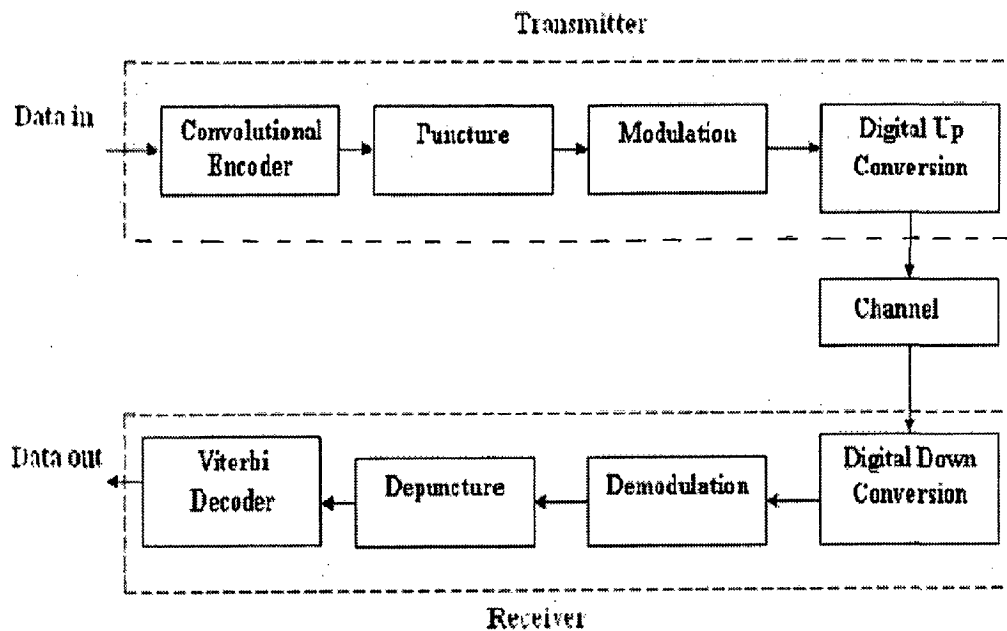 Transmitter
Data in
Convolutional
Encoder
Puncture
Modulation
Digital Up
Conversion
Channel
Data out
Viterbi
Decoder
Depuncture
Demodulation
Digital Down
Conversion
Receiver